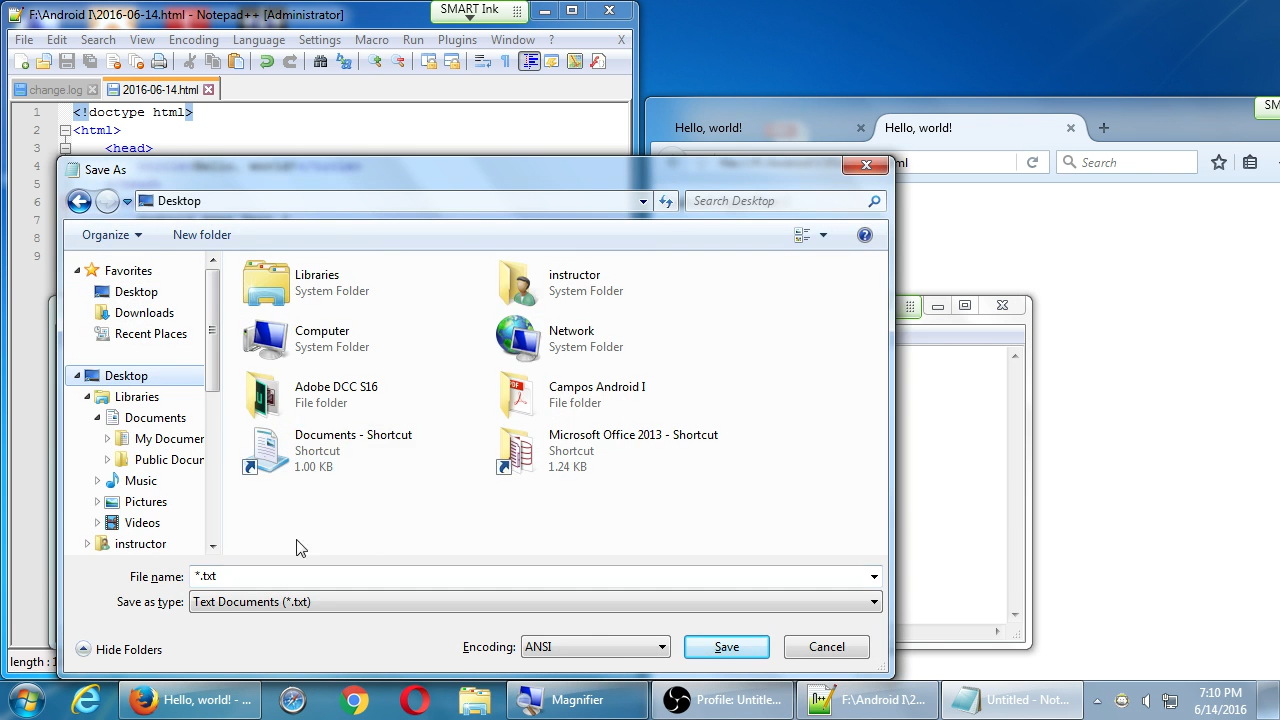 F:\Android I\2016-06-14.html - Notepad++ [Administrator]
SMART Ink
File Edit Search View Encoding Language Settings Macro Run Plugins Window ? X
change.log
2016-06-14.html
1 <!doctype html>
2 <html>
3 <head>
4
5
6
7
8
9
SM
Hello, world!
Hello, world!
ml
Search
Save As
Desktop
Search Desktop
Organize
New folder
Favorites
Desktop
Downloads
Recent Places
Desktop
Libraries
Documents
My Documer
Public Docur
Music
Pictures
Videos
instructor
Libraries
System Folder
instructor
System Folder
Computer
System Folder
Network
System Folder
Adobe DCC S16
File folder
Campos Android I
File folder
Documents - Shortcut
Shortcut
1.00 KB
Microsoft Office 2013 - Shortcut
Shortcut
1.24 KB
File name: *.txt
Save as type: Text Documents (*.txt)
Hide Folders
Encoding: ANSI
Save
Cancel
length : 1
Hello, world! - ...
Magnifier
Profile: Untitle...
F:\Android I\2...
Untitled - Not...
7:10 PM
6/14/2016